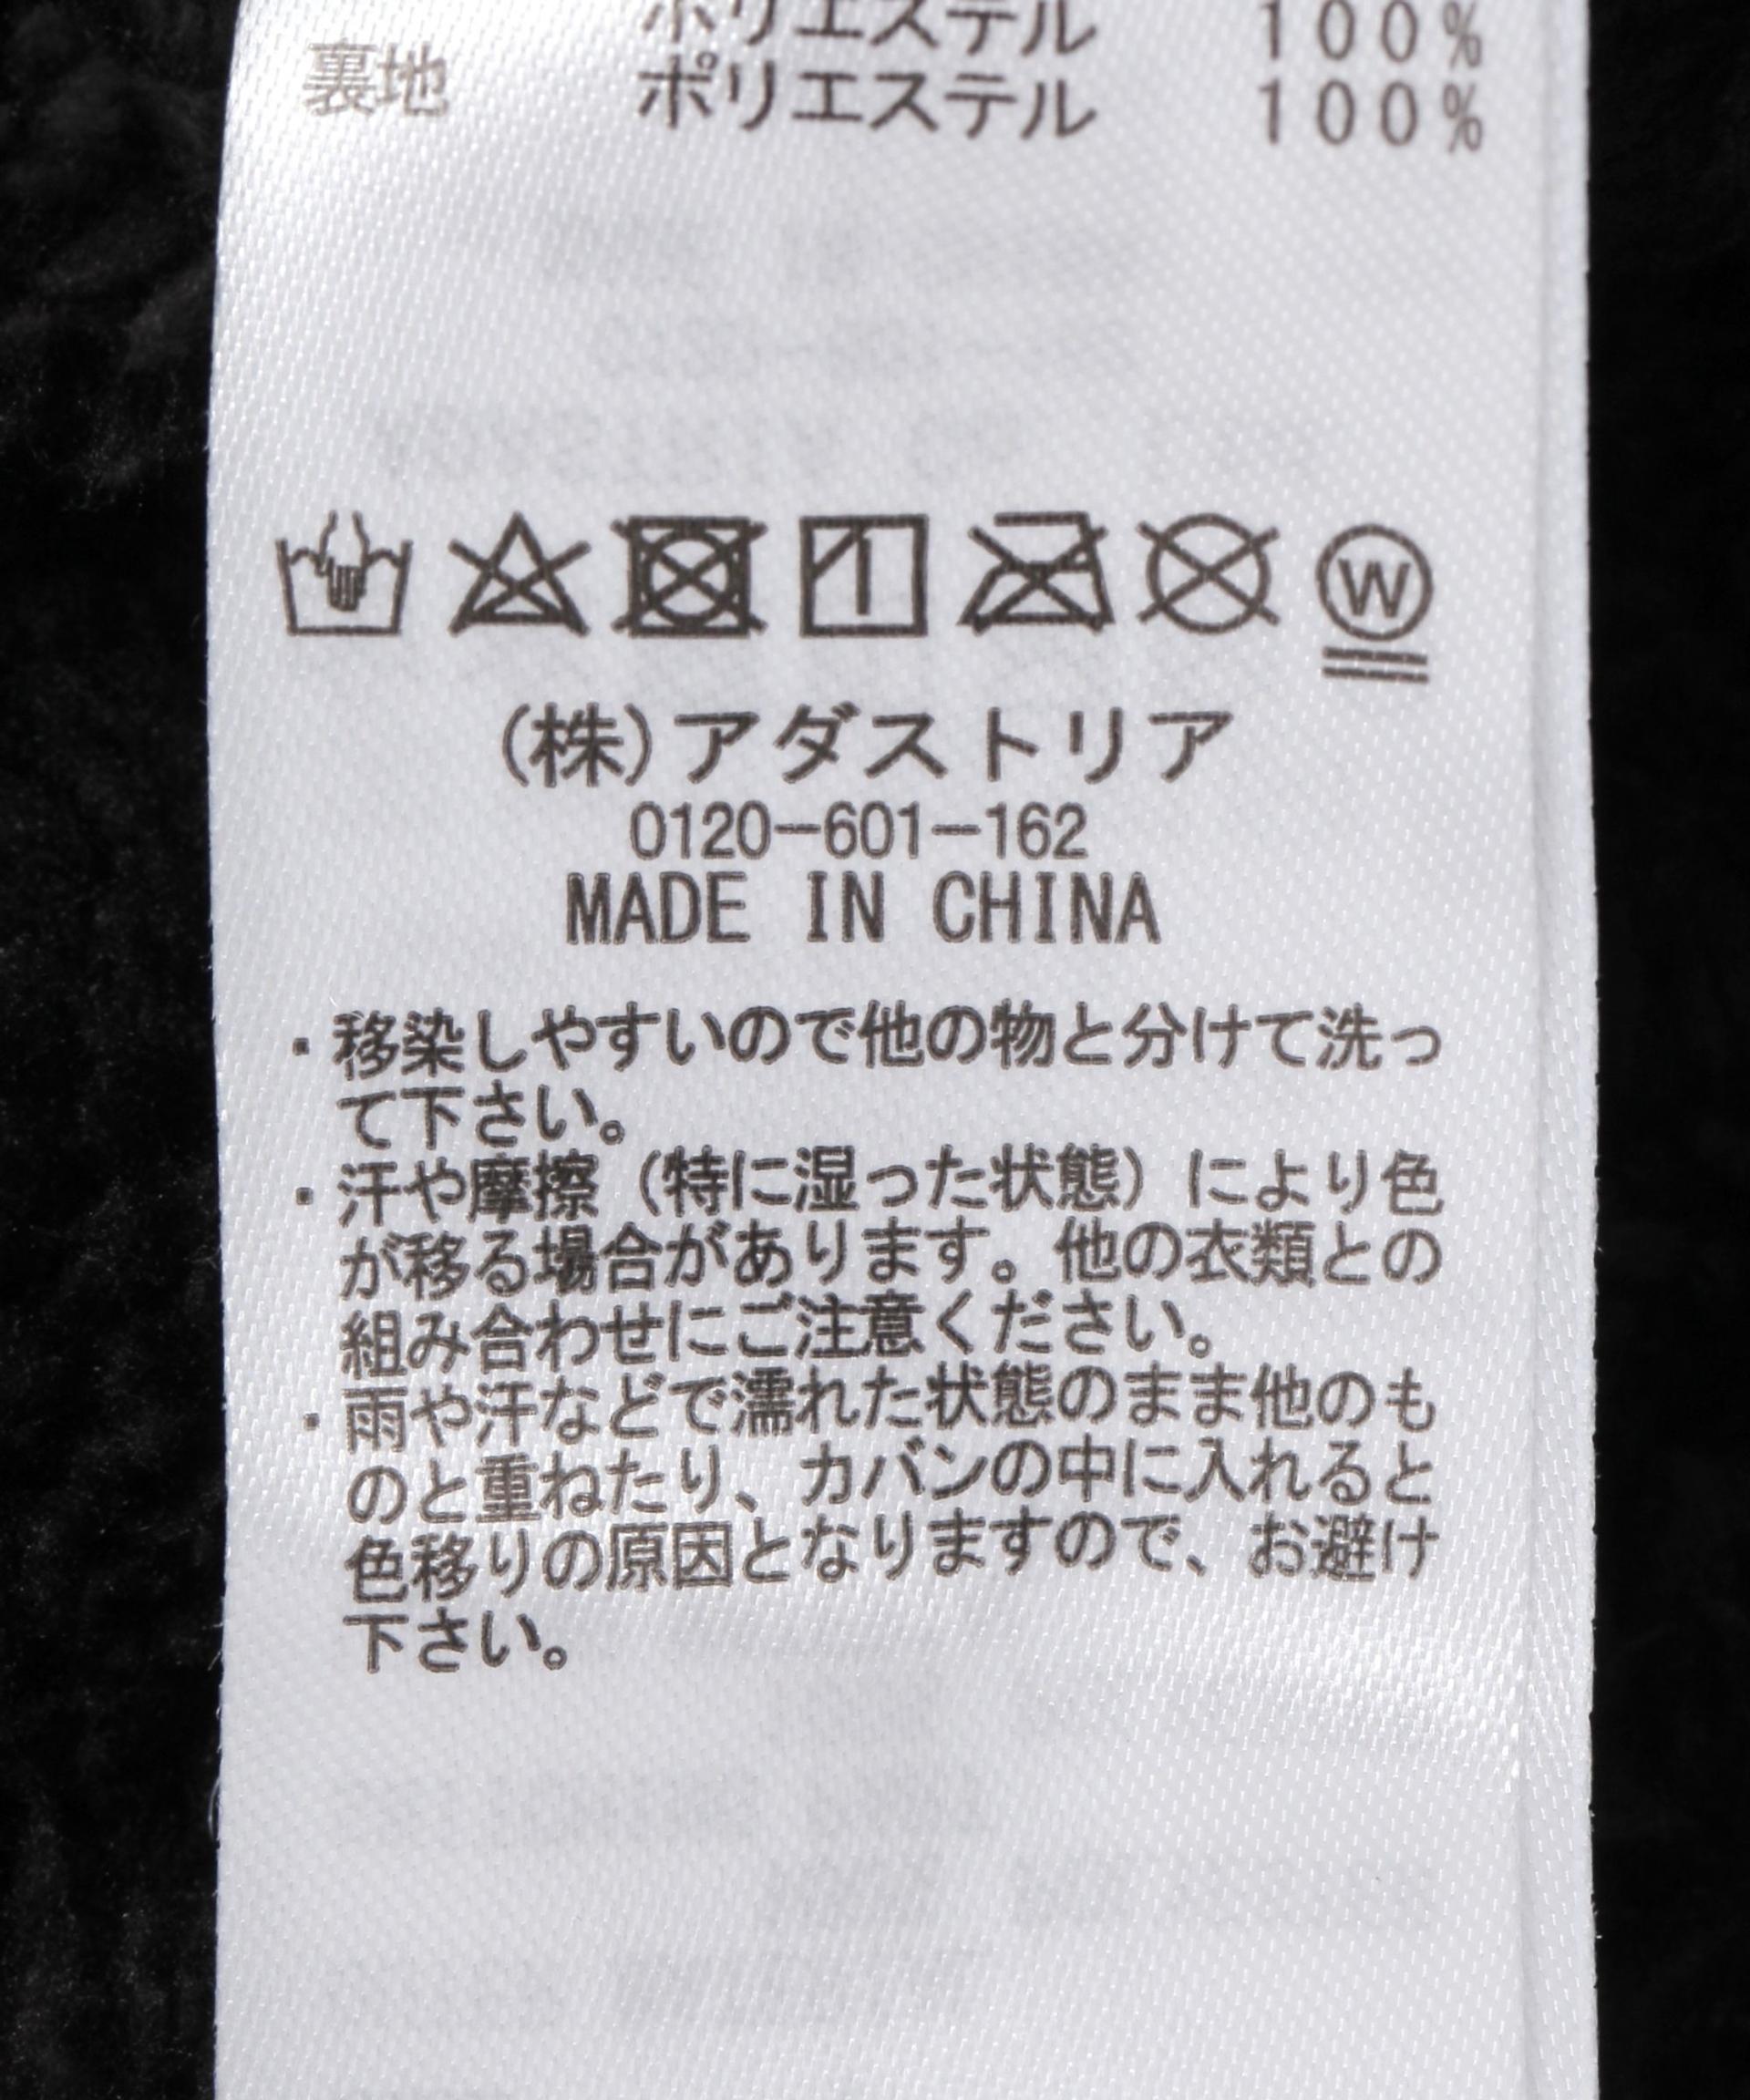 ポリエステル 100%
裏地 ポリエステル 100%
W
(株)アダストリア
0120-601-162
MADE IN CHINA
・移染しやすいので他の物と分けて洗っ
て下さい。
・汗や摩擦（特に湿った状態）により色
が移る場合があります。他の衣類との
組み合わせにご注意ください。
・雨や汗などで濡れた状態のまま他のも
のと重ねたり、カバンの中に入れると
色移りの原因となりますので、お避け
下さい。